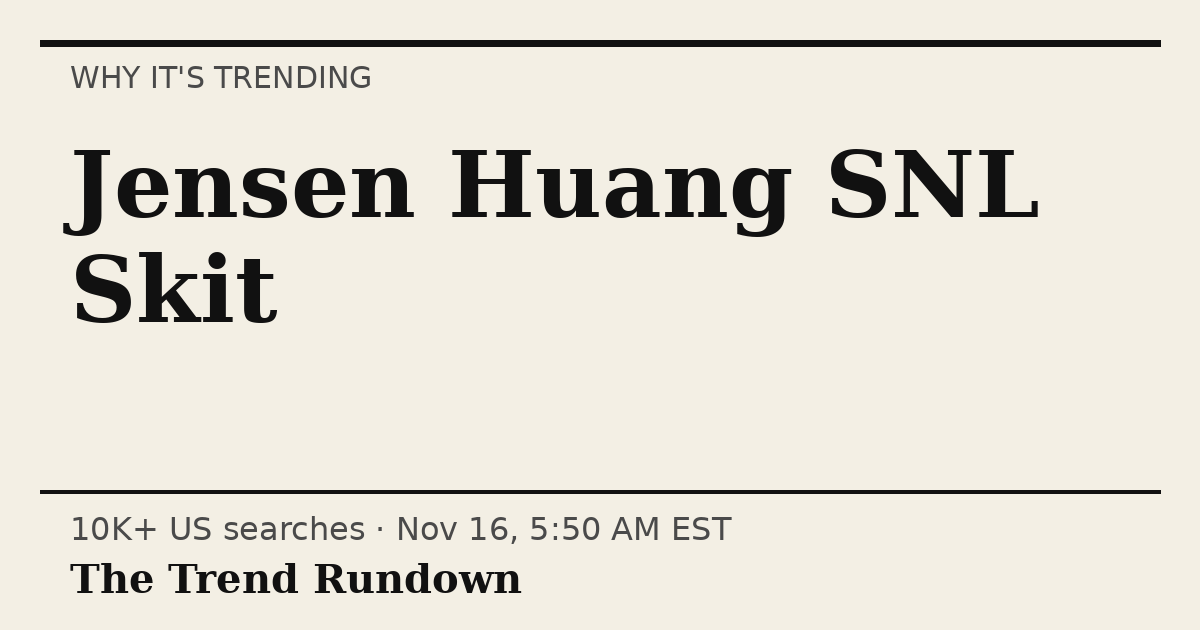 WHY IT'S TRENDING
Jensen Huang SNL
Skit
10K+ US searches · Nov 16, 5:50 AM EST
The Trend Rundown